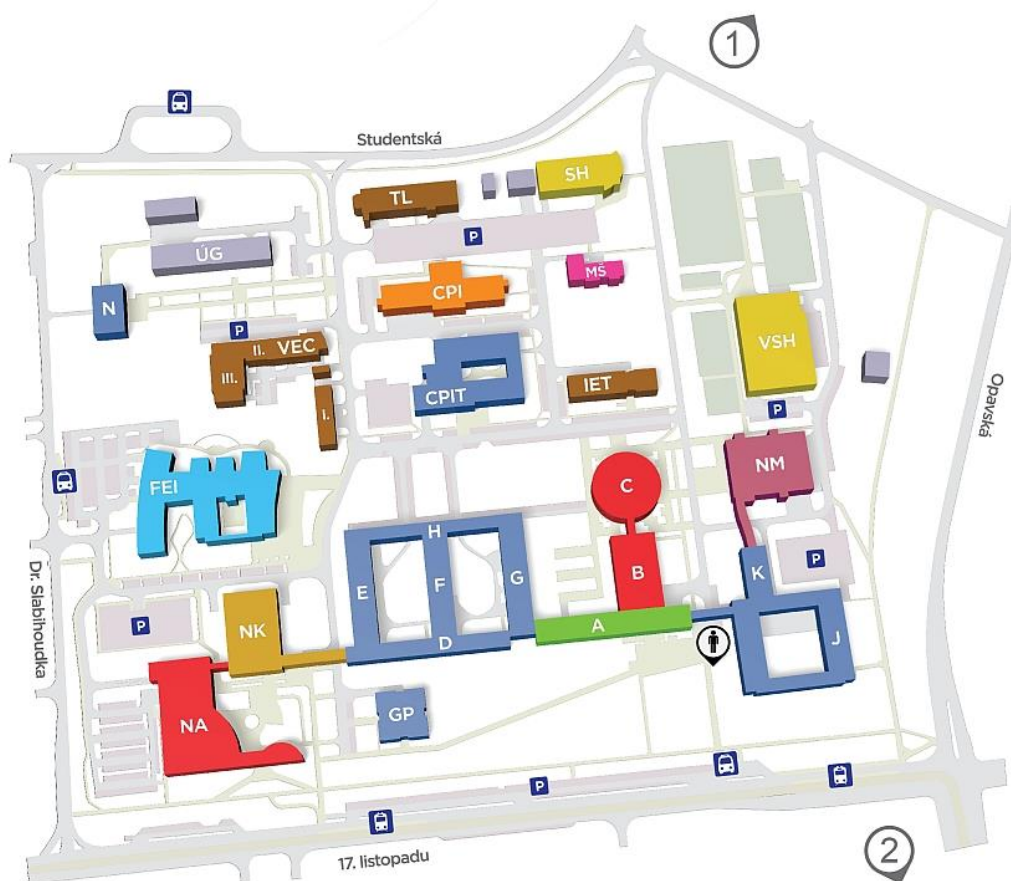 1
Studentská
SH
TL
P
ÚG
MŠ
CPI
N
P
II. VEC
VSH
III.
IET
CPIT
I.
P
Opavská
NM
C
FEI
H
P
K
B
E
F
G
Dr. Slabihoudka
A
P
NK
D
J
GP
NA
P
17. listopadu
2